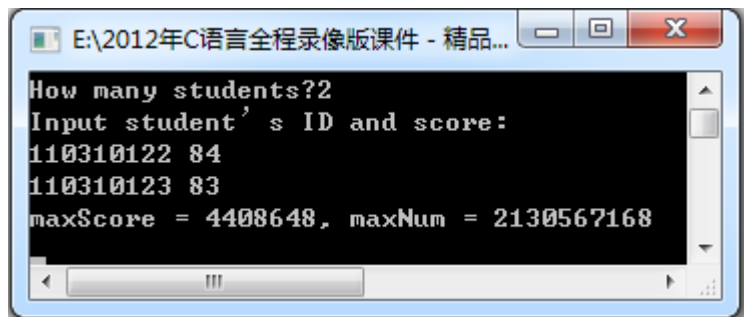 E:\2012年C语言全程录像版课件 - 精品...
How many students?2
Input student’s ID and score:
110310122 84
110310123 83
maxScore = 4408648, maxNum = 2130567168